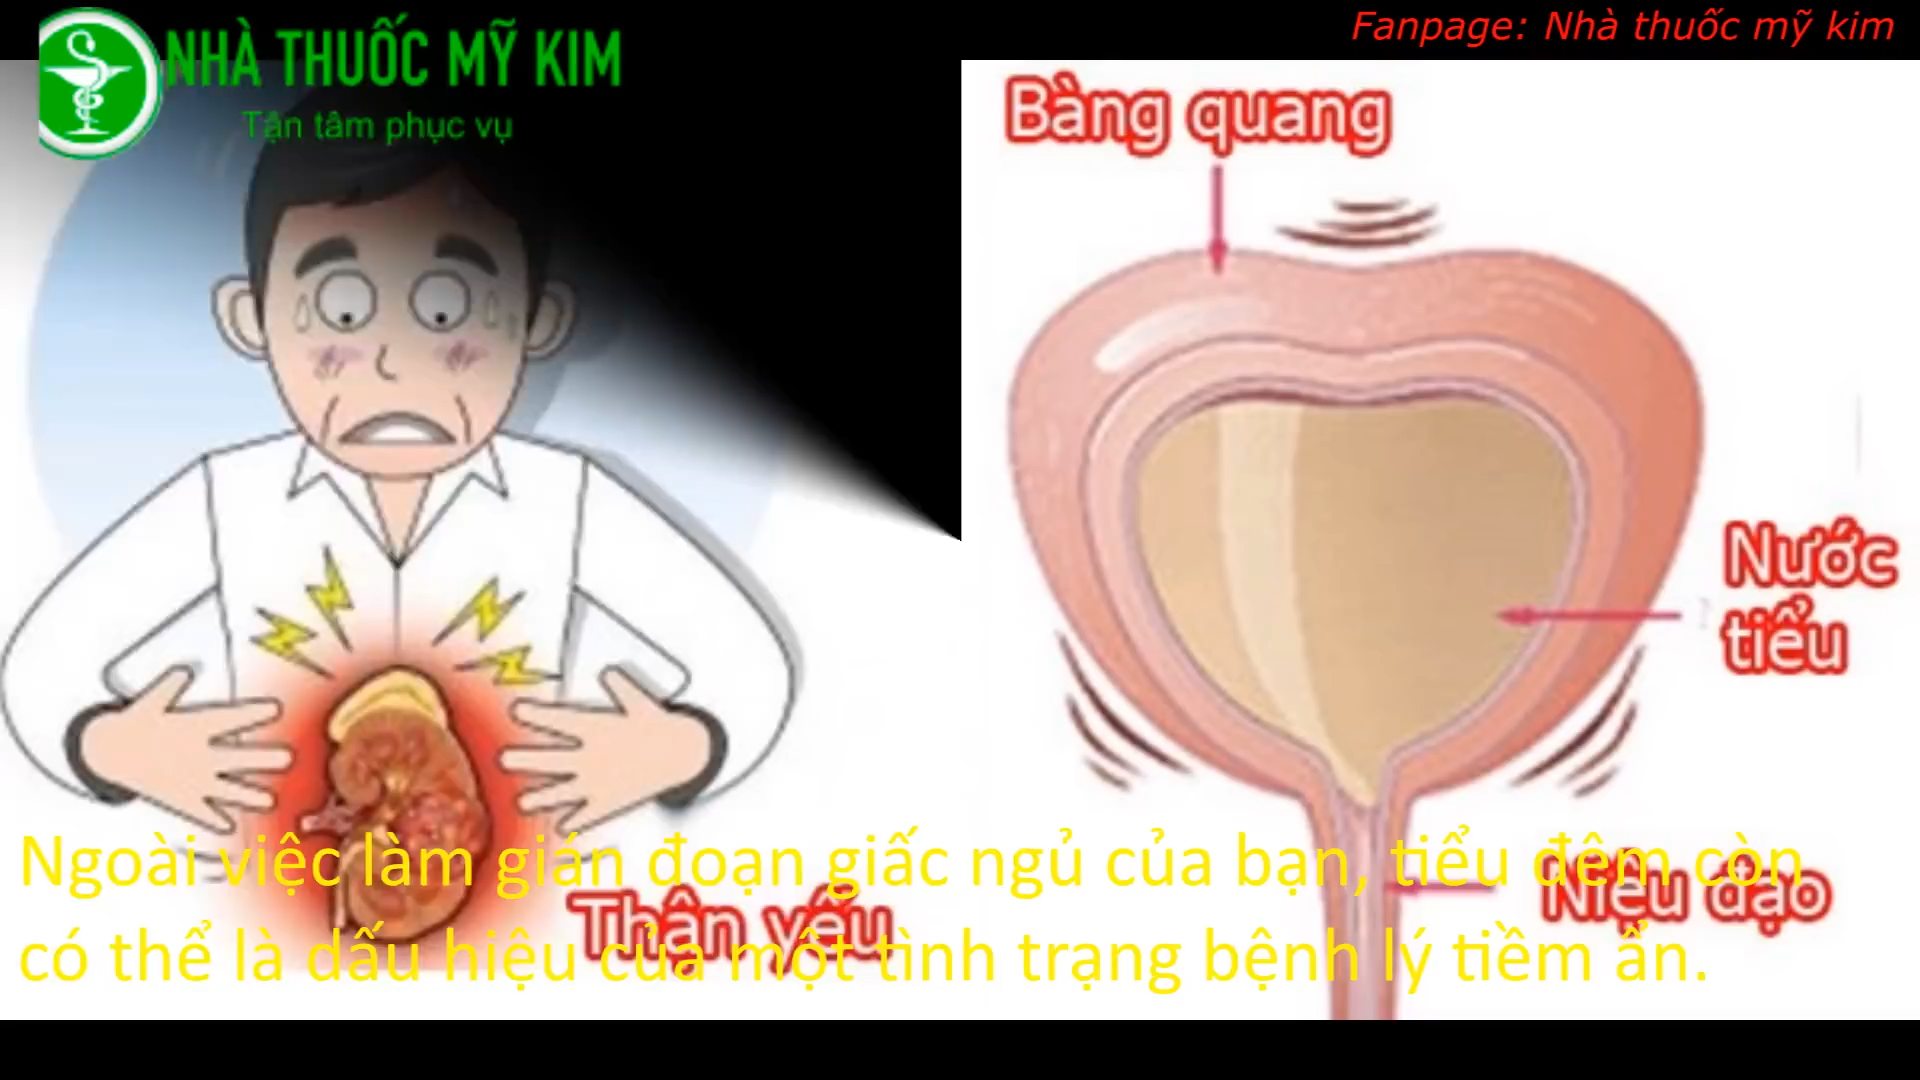 NHÀ THUỐC MỸ KIM
Tận tâm phục vụ
Fanpage: Nhà thuốc mỹ kim
Bàng quang
Nước
tiểu
Niệu đạo
Thận yếu
Ngoài việc làm gián đoạn giấc ngủ của bạn, tiểu đêm còn
có thể là dấu hiệu của một tình trạng bệnh lý tiềm ẩn.